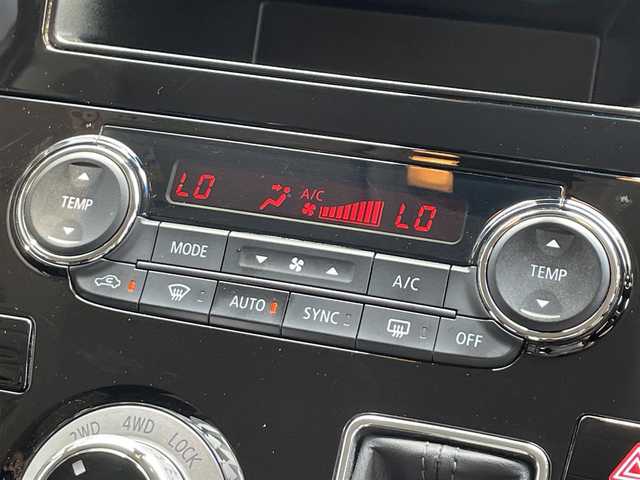 LO A/C LO
TEMP
MODE
A/C
TEMP
AUTO SYNC OFF
2WD 4WD LOCK